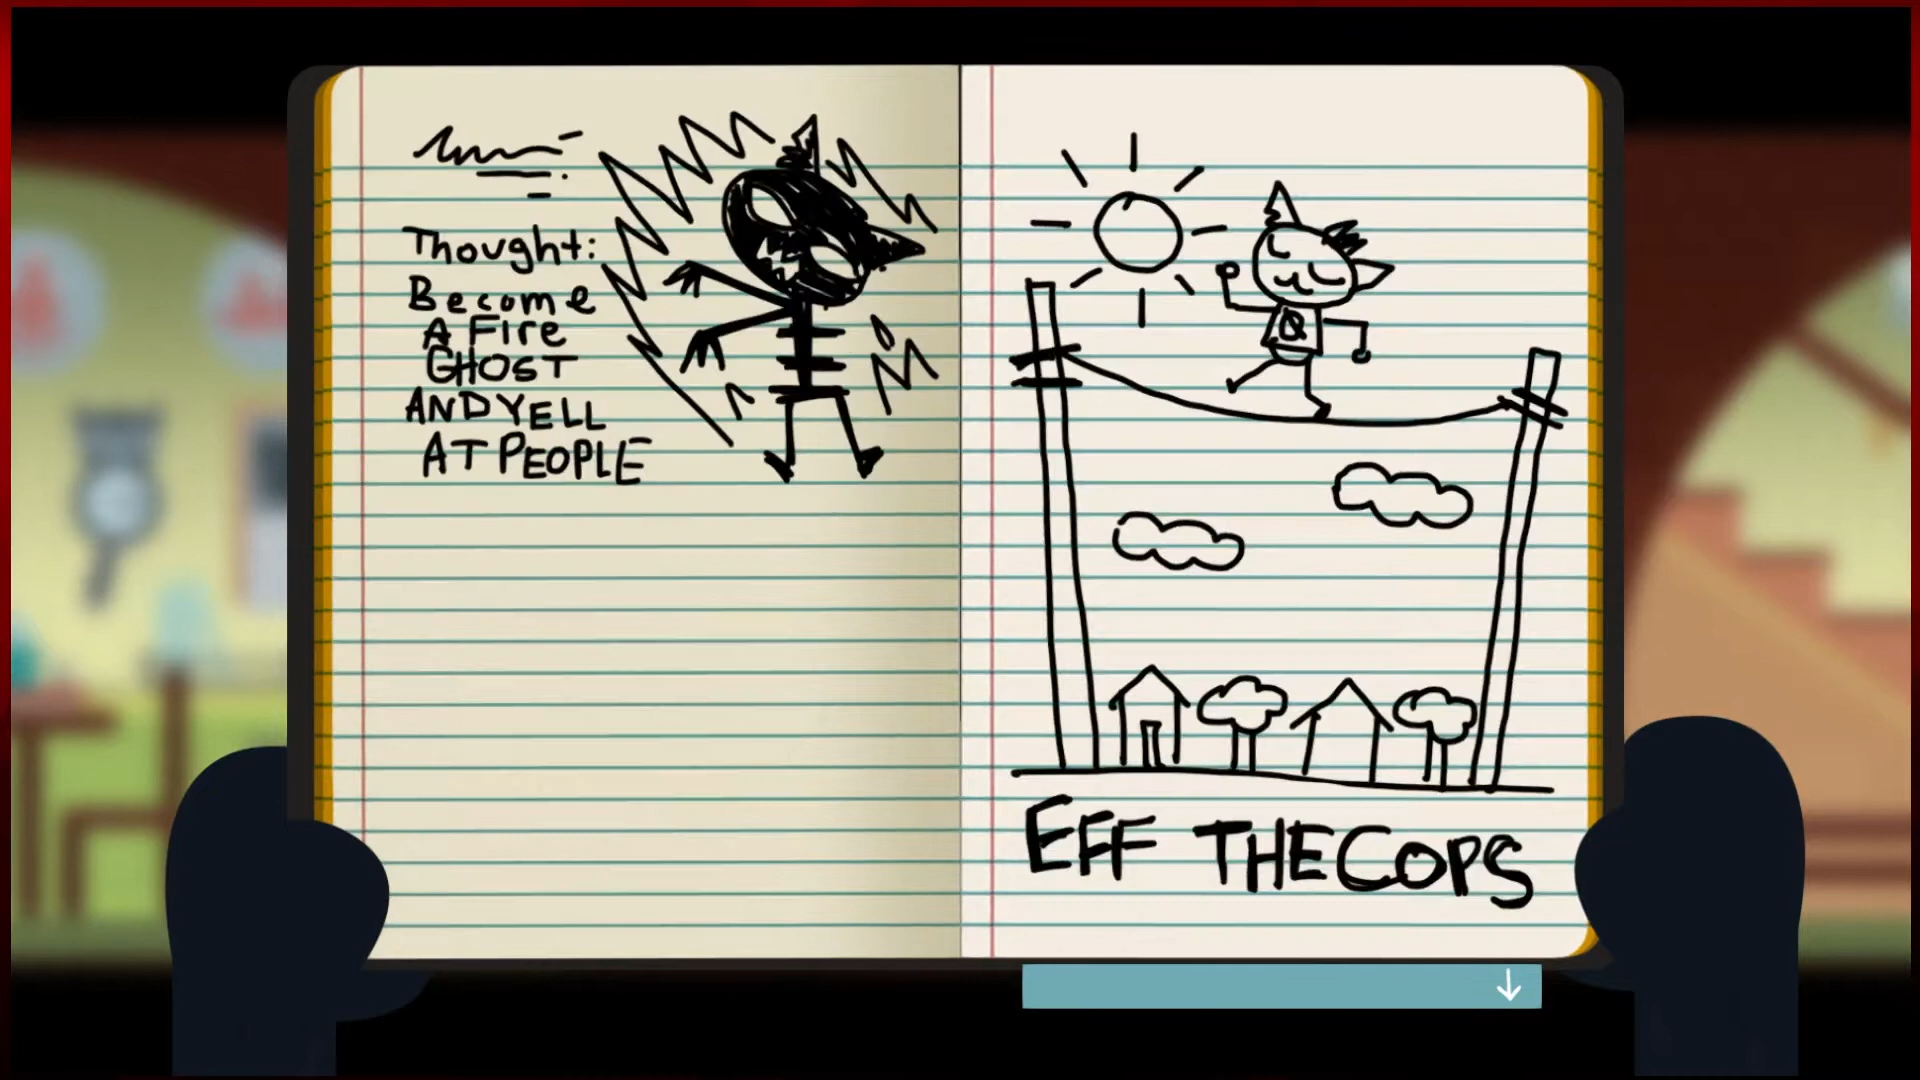 Thought:
Become
A Fire
GHOST
AND YELL
AT PEOPLE
EFF THE COPS